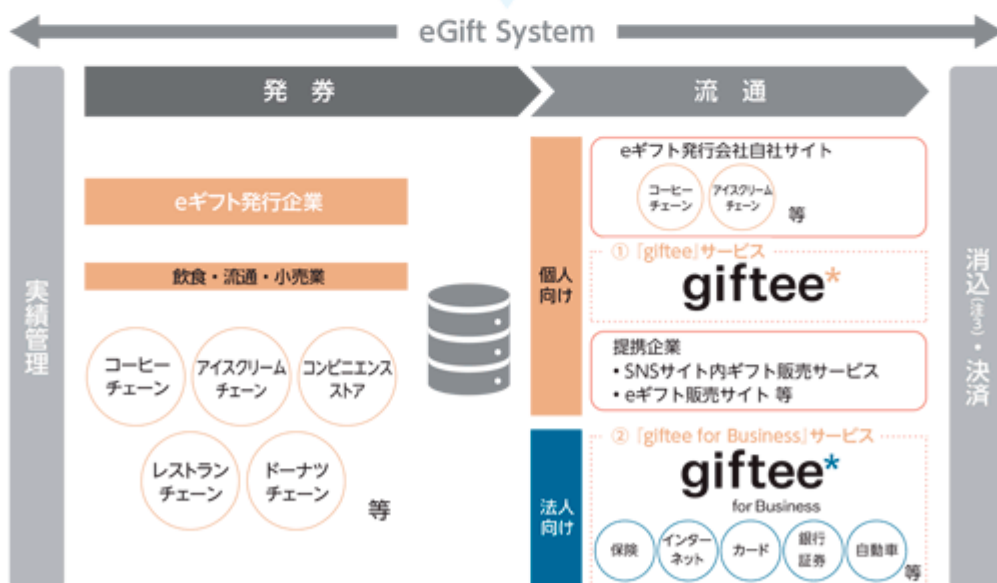 eGift System
実績管理
発券
eギフト発行企業
飲食・流通・小売業
コーヒー
チェーン
アイスクリーム
チェーン
コンビニエンス
ストア
レストラン
チェーン
ドーナツ
チェーン
等
流通
個人
向け
eギフト発行会社自社サイト
コーヒー
チェーン
アイスクリーム
チェーン
等
①『giftee』サービス
giftee*
提携企業
・SNSサイト内ギフト販売サービス
・eギフト販売サイト 等
法人
向け
②『giftee for Business』サービス
giftee*
for Business
保険
インター
ネット
カード
銀行
証券
自動車
等
消込(注3)・決済